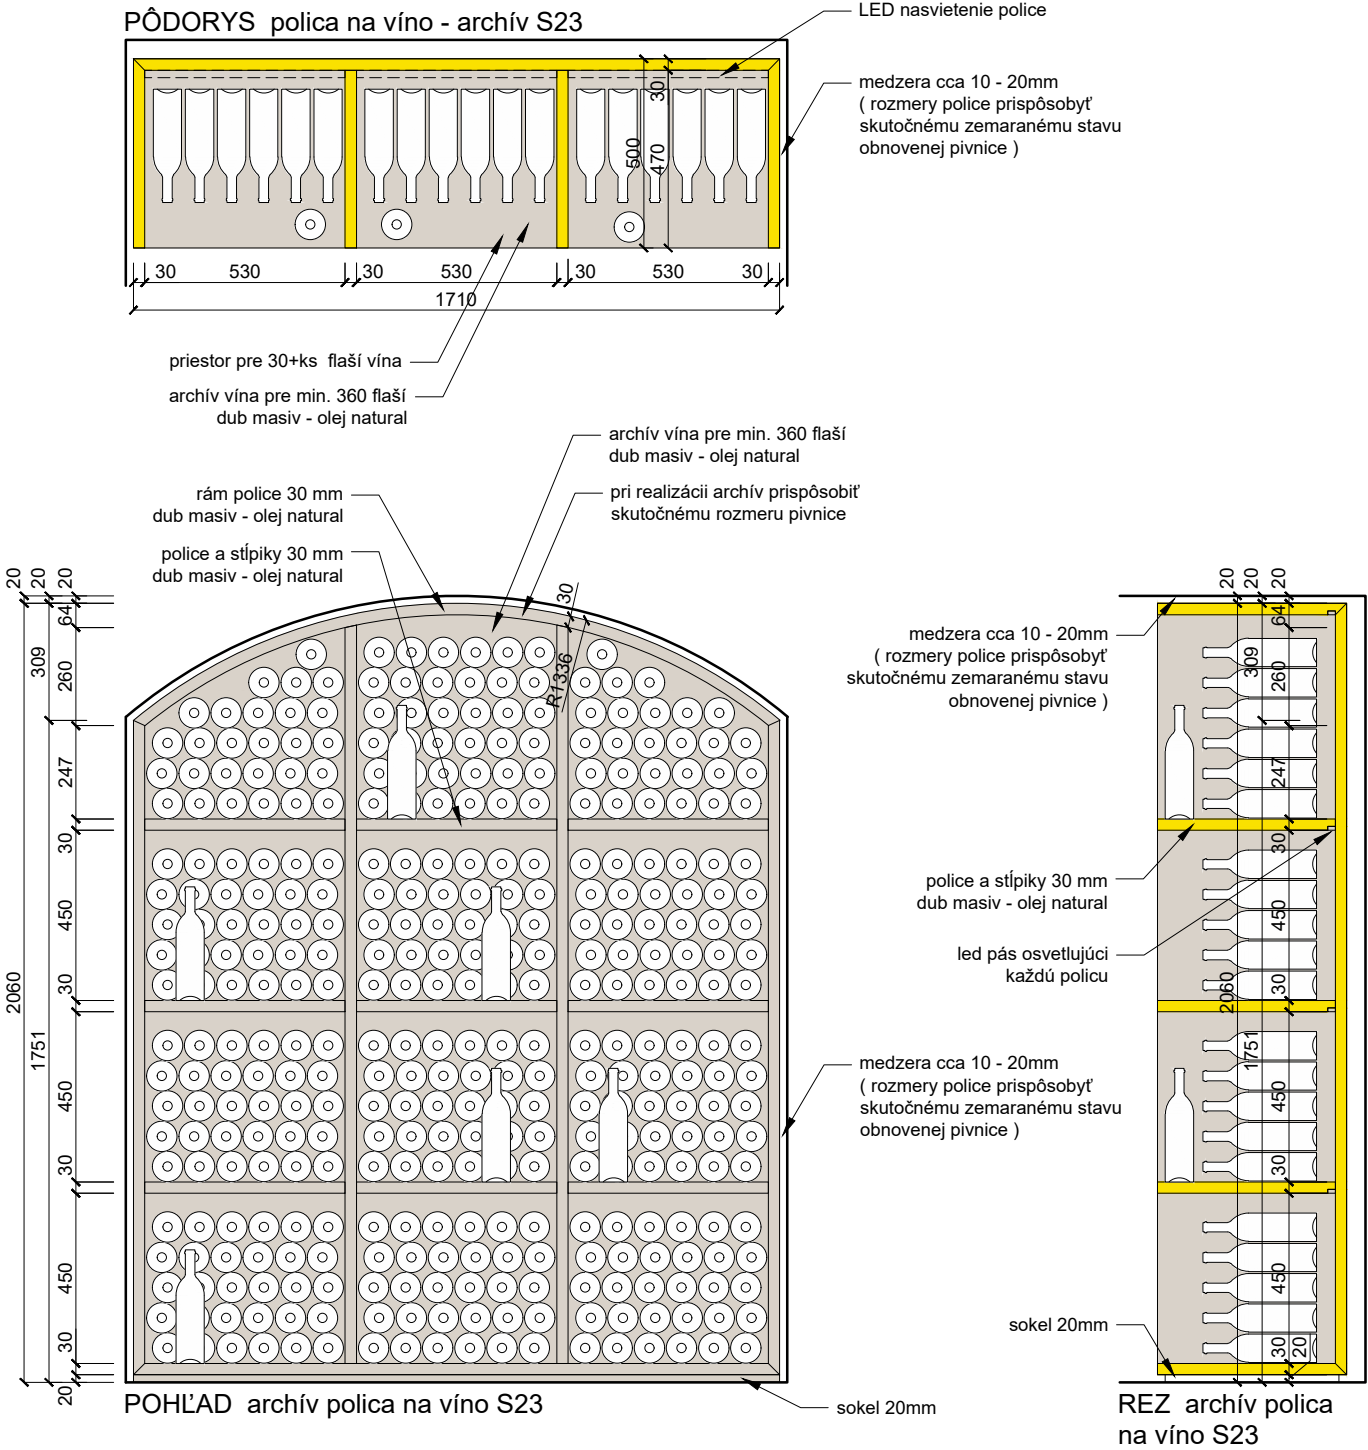 PÔDORYS polica na víno - archív S23
LED nasvietenie police
medzera cca 10 - 20mm
( rozmery police prispôsobyť
skutočnému zemaranému stavu
obnovenej pivnice )
30
500
470
30
530
30
530
30
530
30
1710
priestor pre 30+ks flaší vína
archív vína pre min. 360 flaší
dub masiv - olej natural
archív vína pre min. 360 flaší
dub masiv - olej natural
rám police 30 mm
dub masiv - olej natural
pri realizácii archív prispôsobiť
skutočnému rozmeru pivnice
police a stĺpiky 30 mm
dub masiv - olej natural
20
20
20
64
309
260
247
30
450
30
2060
1751
450
30
450
30
20
30
R1336
medzera cca 10 - 20mm
( rozmery police prispôsobyť
skutočnému zemaranému stavu
obnovenej pivnice )
sokel 20mm
POHĽAD archív polica na víno S23
20
20
20
64
309
260
247
30
450
30
2060
1751
450
30
450
30
20
medzera cca 10 - 20mm
( rozmery police prispôsobyť
skutočnému zemaranému stavu
obnovenej pivnice )
police a stĺpiky 30 mm
dub masiv - olej natural
led pás osvetlujúci
každú policu
sokel 20mm
REZ archív polica
na víno S23